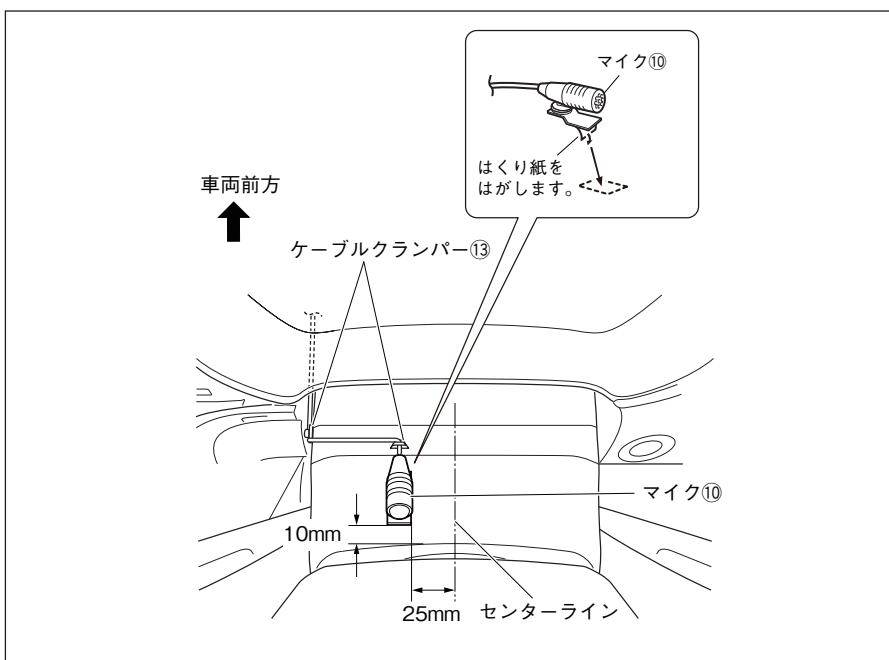 マイク⑩
はくり紙を
はがします。
車両前方
ケーブルクランパー⑬
マイク⑩
10mm
25mm
センターライン